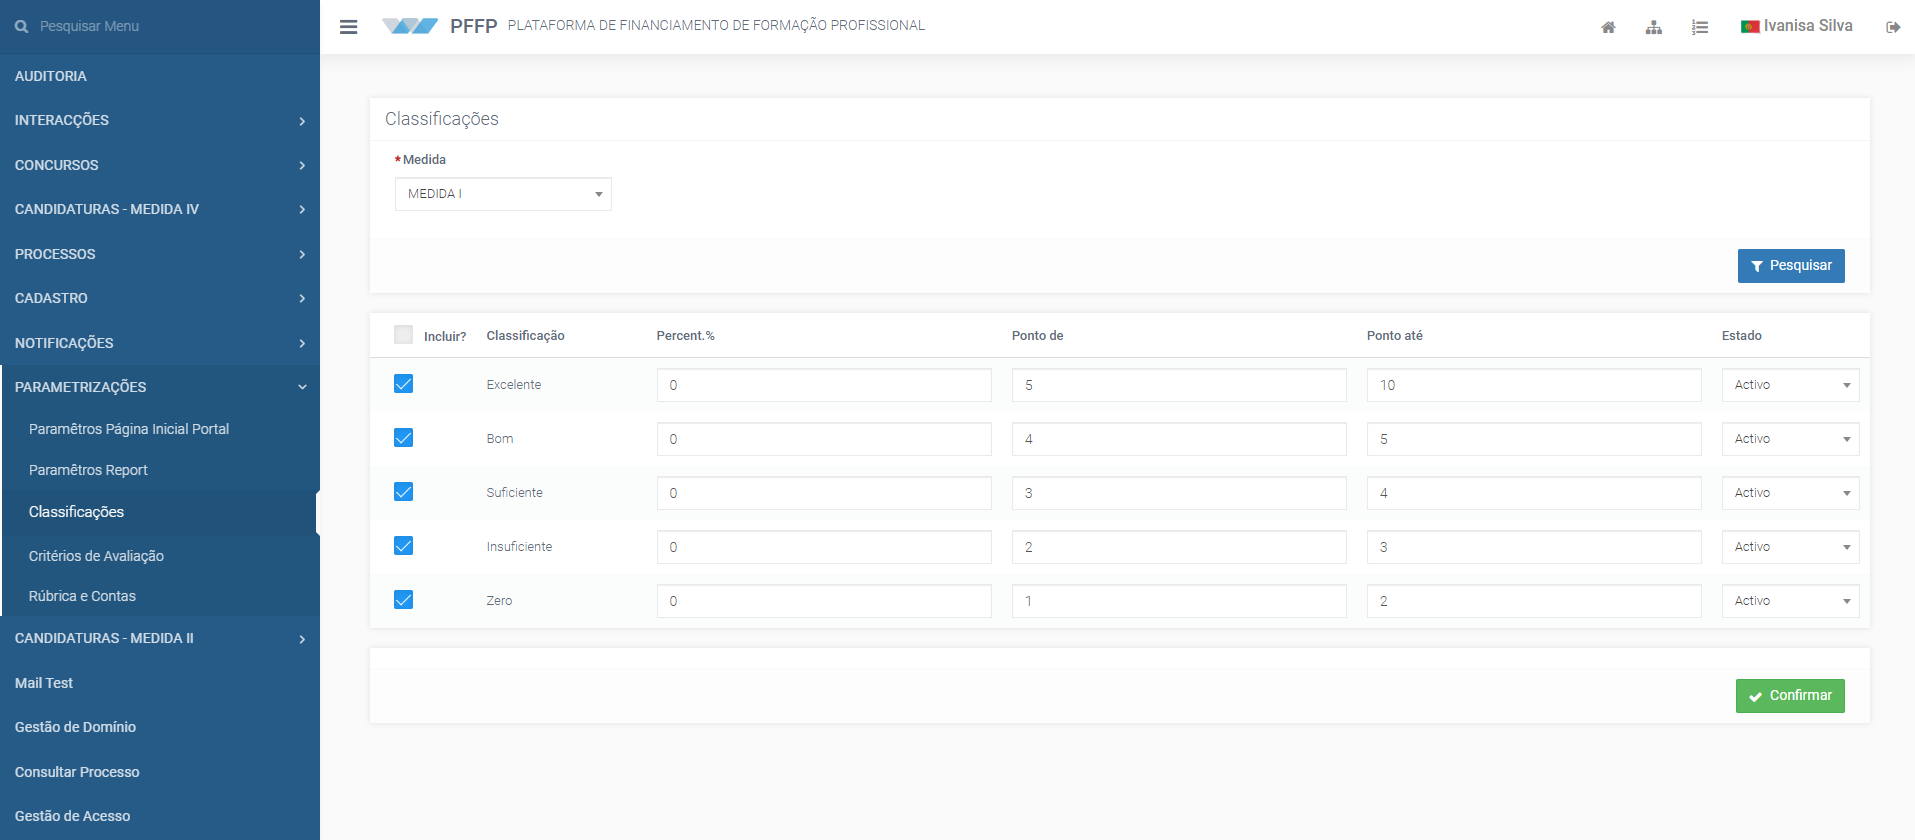 Pesquisar Menu
AUDITORIA
INTERACÇÕES
CONCURSOS
CANDIDATURAS - MEDIDA IV
PROCESSOS
CADASTRO
NOTIFICAÇÕES
PARAMETRIZAÇÕES
Paramêtros Página Inicial Portal
Paramêtros Report
Classificações
Critérios de Avaliação
Rúbrica e Contas
CANDIDATURAS - MEDIDA II
Mail Test
Gestão de Domínio
Consultar Processo
Gestão de Acesso
PFFP PLATAFORMA DE FINANCIAMENTO DE FORMAÇÃO PROFISSIONAL
Ivanisa Silva
Classificações
* Medida
MEDIDA I
Pesquisar
Incluir? Classificação Percent.% Ponto de Ponto até Estado
Excelente 0 5 10 Activo
Bom 0 4 5 Activo
Suficiente 0 3 4 Activo
Insuficiente 0 2 3 Activo
Zero 0 1 2 Activo
Confirmar